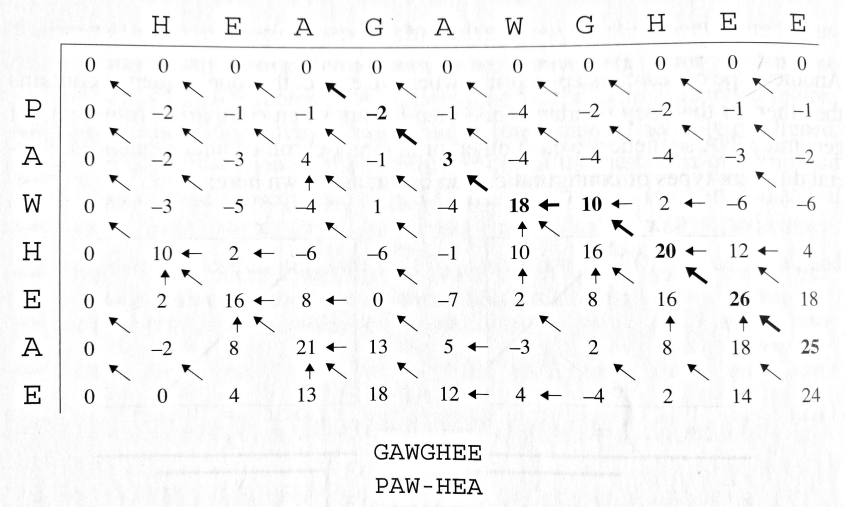 H E A G A W G H E E
0 0 0 0 0 0 0 0 0 0 0
P 0 –2 –1 –1 –2 –1 –4 –2 –2 –1 –1
A 0 –2 –3 4 –1 3 –4 –4 –4 –3 –2
W 0 –3 –5 –4 1 –4 18 10 2 –6 –6
H 0 10 2 –6 –6 –1 10 16 20 12 4
E 0 2 16 8 0 –7 2 8 16 26 18
A 0 –2 8 21 13 5 –3 2 8 18 25
E 0 0 4 13 18 12 4 –4 2 14 24
GAWGHEE
PAW-HEA